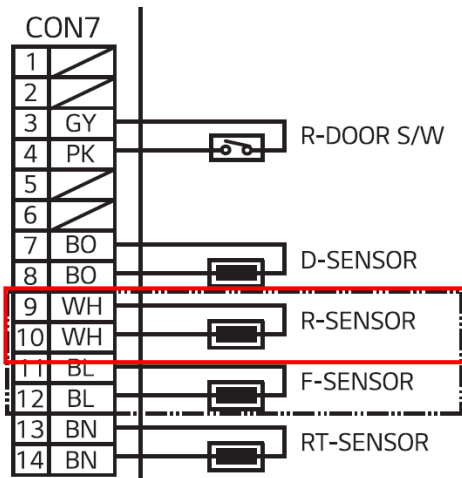 CON7
1
2
3 GY
4 PK
R-DOOR S/W
5
6
7 BO
8 BO
D-SENSOR
9 WH
10 WH
R-SENSOR
11 BL
12 BL
F-SENSOR
13 BN
14 BN
RT-SENSOR